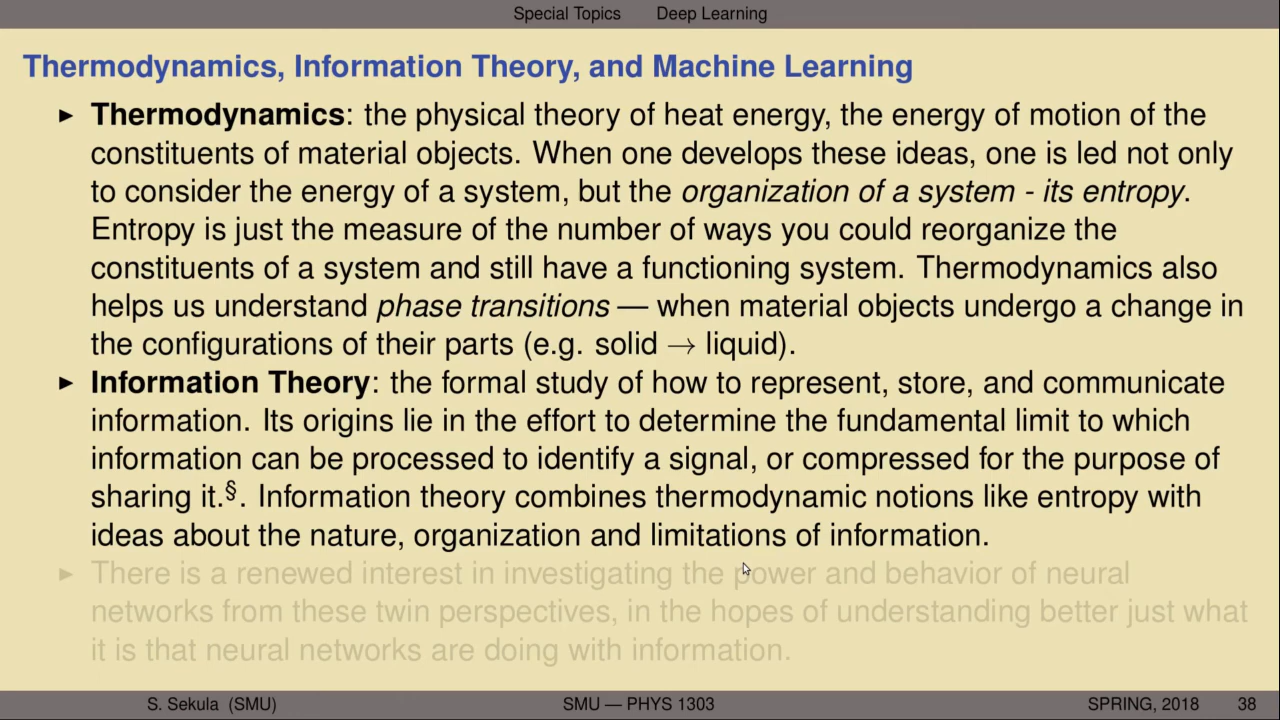 Special Topics Deep Learning
Thermodynamics, Information Theory, and Machine Learning
▶ Thermodynamics: the physical theory of heat energy, the energy of motion of the
constituents of material objects. When one develops these ideas, one is led not only
to consider the energy of a system, but the organization of a system - its entropy.
Entropy is just the measure of the number of ways you could reorganize the
constituents of a system and still have a functioning system. Thermodynamics also
helps us understand phase transitions — when material objects undergo a change in
the configurations of their parts (e.g. solid → liquid).
▶ Information Theory: the formal study of how to represent, store, and communicate
information. Its origins lie in the effort to determine the fundamental limit to which
information can be processed to identify a signal, or compressed for the purpose of
sharing it.§. Information theory combines thermodynamic notions like entropy with
ideas about the nature, organization and limitations of information.
▶ There is a renewed interest in investigating the power and behavior of neural
networks from these twin perspectives, in the hopes of understanding better just what
it is that neural networks are doing with information.
S. Sekula (SMU) SMU — PHYS 1303 SPRING, 2018 38